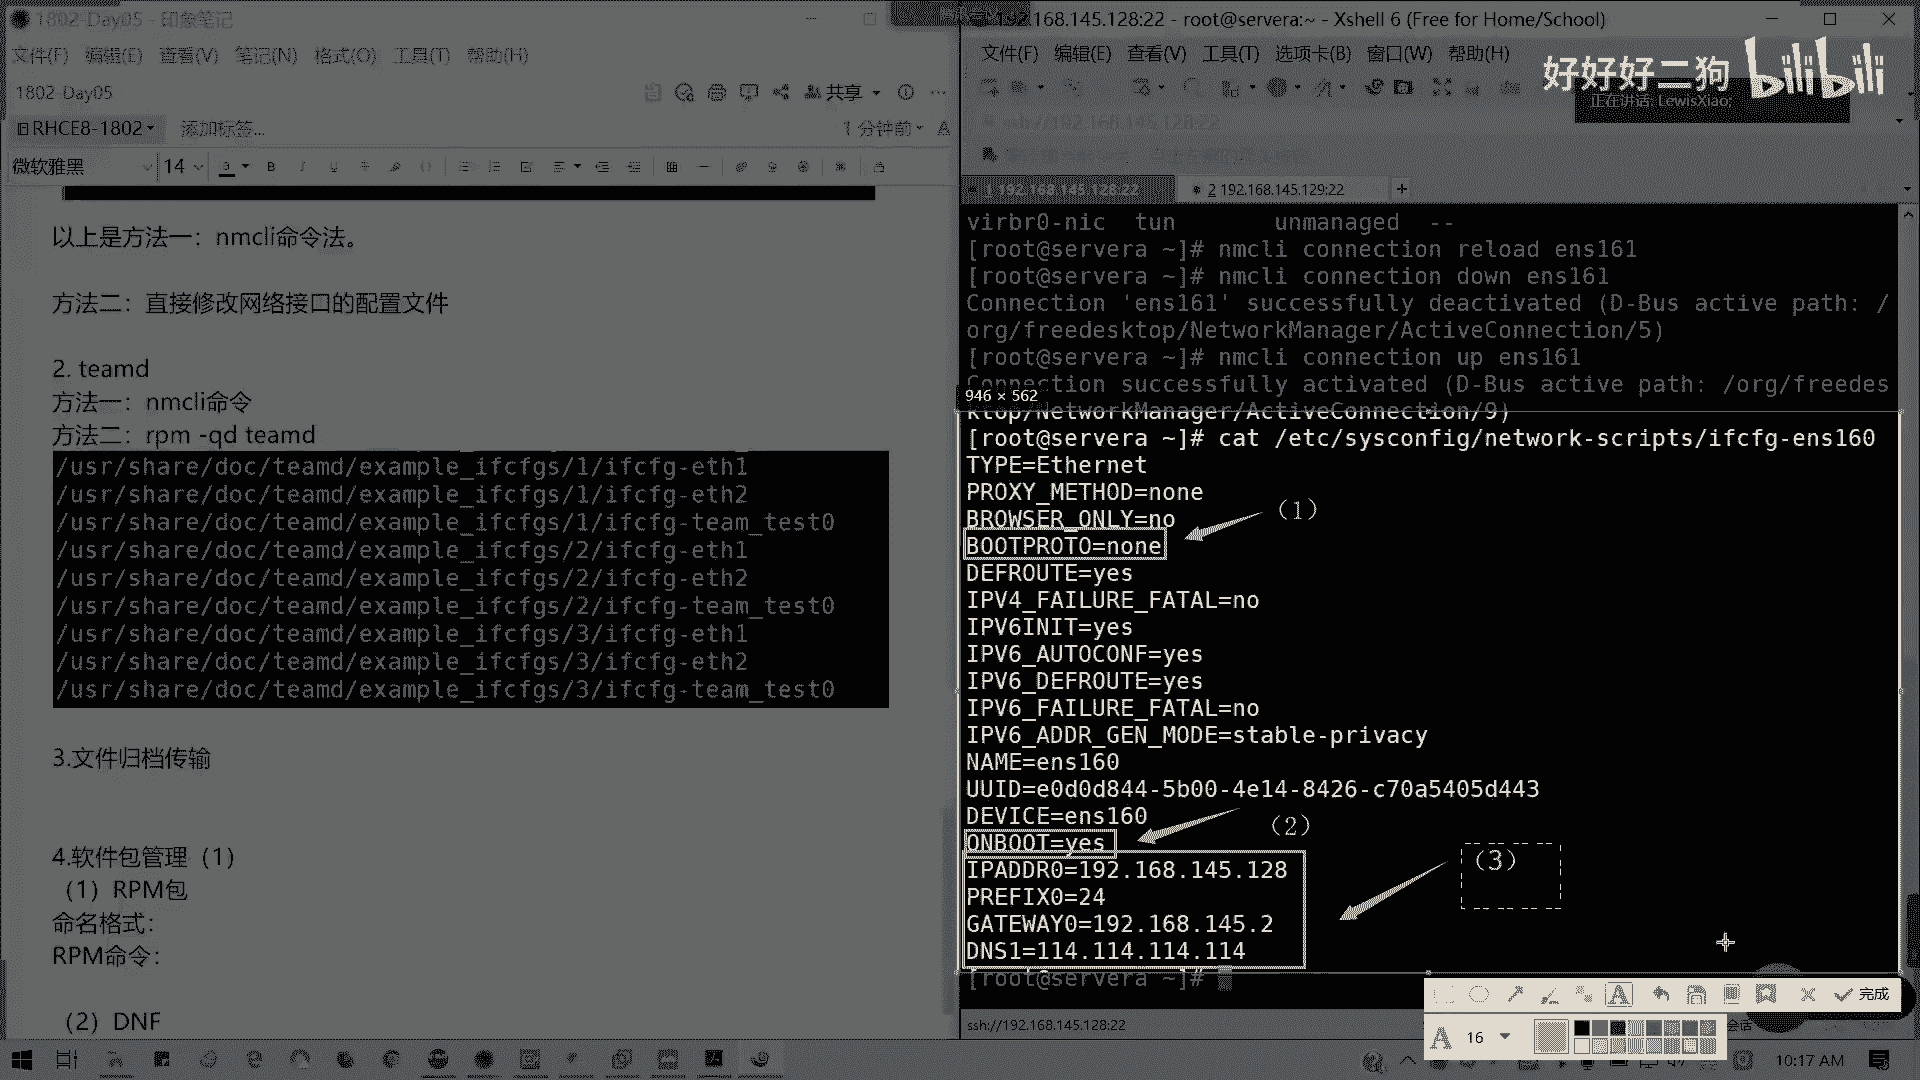 1802-Day05 - 印象笔记
文件(F) 编辑(E) 查看(V) 笔记(N) 格式(O) 工具(T) 帮助(H)
1802-Day05
共享
RHCE8-1802
添加标签...
1 分钟前
微软雅黑
14
以上是方法一：nmcli命令法。
方法二：直接修改网络接口的配置文件
2. teamd
方法一：nmcli命令
方法二：rpm -qd teamd
/usr/share/doc/teamd/example_ifcfgs/1/ifcfg-eth1
/usr/share/doc/teamd/example_ifcfgs/1/ifcfg-eth2
/usr/share/doc/teamd/example_ifcfgs/1/ifcfg-team_test0
/usr/share/doc/teamd/example_ifcfgs/2/ifcfg-eth1
/usr/share/doc/teamd/example_ifcfgs/2/ifcfg-eth2
/usr/share/doc/teamd/example_ifcfgs/2/ifcfg-team_test0
/usr/share/doc/teamd/example_ifcfgs/3/ifcfg-eth1
/usr/share/doc/teamd/example_ifcfgs/3/ifcfg-eth2
/usr/share/doc/teamd/example_ifcfgs/3/ifcfg-team_test0
3.文件归档传输
4.软件包管理（1）
（1）RPM包
命名格式：
RPM命令：
（2）DNF
192.168.145.128:22 - root@servera:~ - Xshell 6 (Free for Home/School)
文件(F) 编辑(E) 查看(V) 工具(T) 选项卡(B) 窗口(W) 帮助(H)
好好好二狗 bilibili
正在讲话: LewisXiao;
ssh://192.168.145.128:22
1 192.168.145.128:22
2 192.168.145.129:22
virbr0-nic tun unmanaged --
[root@servera ~]# nmcli connection reload ens161
[root@servera ~]# nmcli connection down ens161
Connection 'ens161' successfully deactivated (D-Bus active path: /
org/freedesktop/NetworkManager/ActiveConnection/5)
[root@servera ~]# nmcli connection up ens161
Connection successfully activated (D-Bus active path: /org/freedes
ktop/NetworkManager/ActiveConnection/9)
946 × 562
[root@servera ~]# cat /etc/sysconfig/network-scripts/ifcfg-ens160
TYPE=Ethernet
PROXY_METHOD=none
BROWSER_ONLY=no
（1）
BOOTPROTO=none
DEFROUTE=yes
IPV4_FAILURE_FATAL=no
IPV6INIT=yes
IPV6_AUTOCONF=yes
IPV6_DEFROUTE=yes
IPV6_FAILURE_FATAL=no
IPV6_ADDR_GEN_MODE=stable-privacy
NAME=ens160
UUID=e0d0d844-5b00-4e14-8426-c70a5405d443
DEVICE=ens160
（2）
ONBOOT=yes
（3）
IPADDR0=192.168.145.128
PREFIX0=24
GATEWAY0=192.168.145.2
DNS1=114.114.114.114
[root@servera ~]#
完成
ssh://192.168.145.128:22
会话
16
10:17 AM